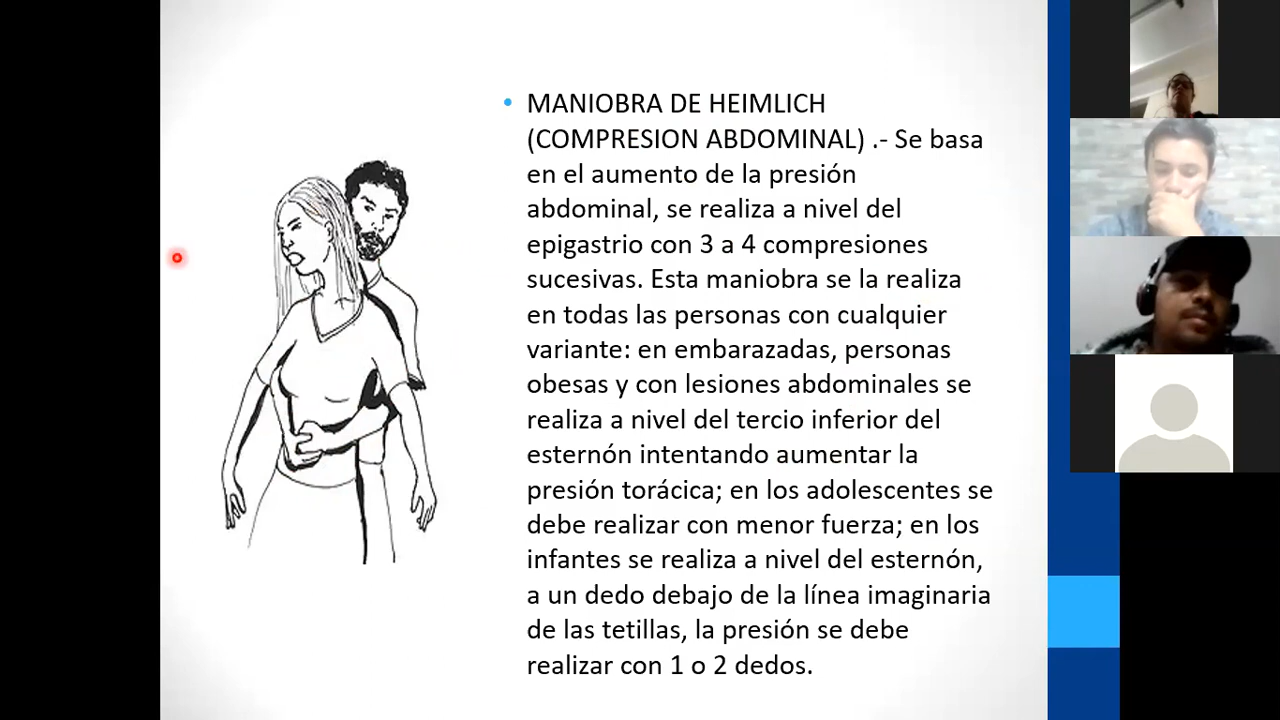 MANIOBRA DE HEIMLICH
(COMPRESION ABDOMINAL) .- Se basa
en el aumento de la presión
abdominal, se realiza a nivel del
epigastrio con 3 a 4 compresiones
sucesivas. Esta maniobra se la realiza
en todas las personas con cualquier
variante: en embarazadas, personas
obesas y con lesiones abdominales se
realiza a nivel del tercio inferior del
esternón intentando aumentar la
presión torácica; en los adolescentes se
debe realizar con menor fuerza; en los
infantes se realiza a nivel del esternón,
a un dedo debajo de la línea imaginaria
de las tetillas, la presión se debe
realizar con 1 o 2 dedos.